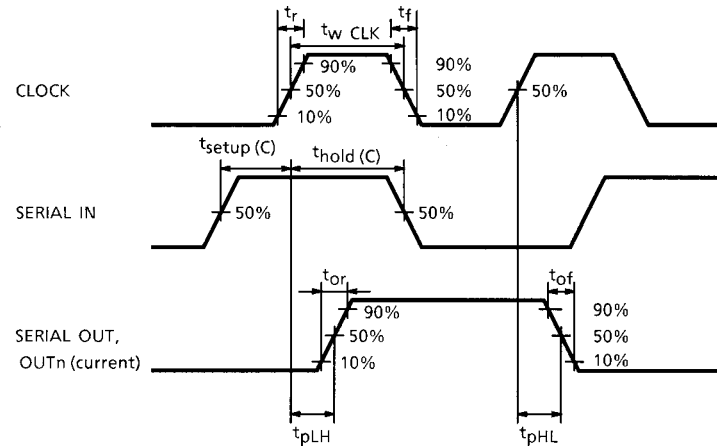 tr tw CLK tf
90% 90%
CLOCK 50% 50% 50%
10% 10%
tsetup (C) thold (C)
SERIAL IN 50% 50%
tor tof
90% 90%
SERIAL OUT, 50% 50%
OUTn (current) 10% 10%
tpLH tpHL